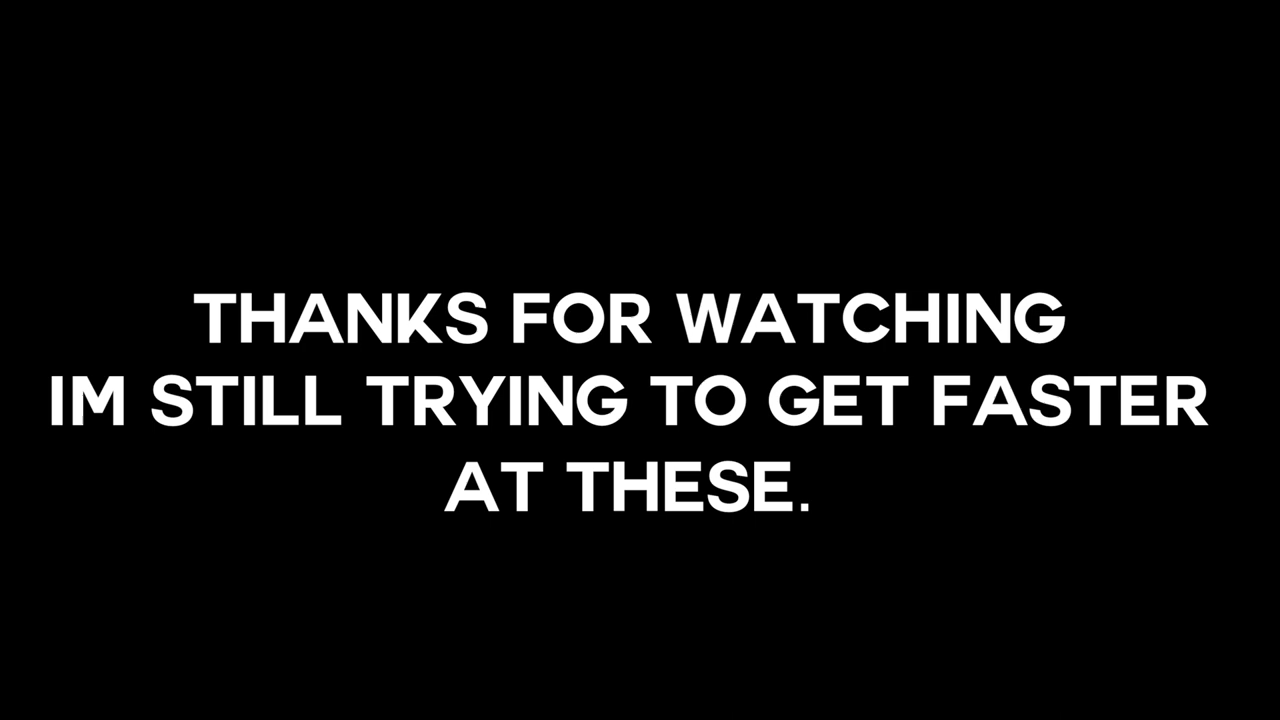 THANKS FOR WATCHING
IM STILL TRYING TO GET FASTER
AT THESE.